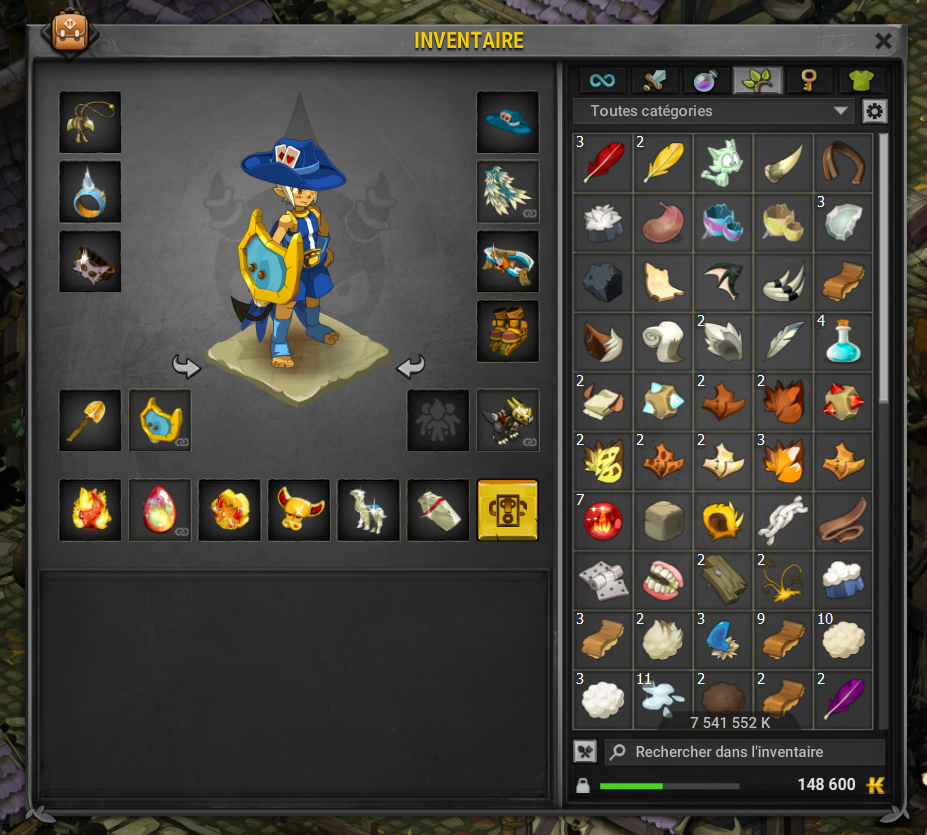 INVENTAIRE
Toutes catégories
3 2
3
2 4
2 2 2
2 2 2 3
7
2 2
3 2 3 9 10
3 11 2 2 2
7 541 552 K
Rechercher dans l'inventaire
148 600